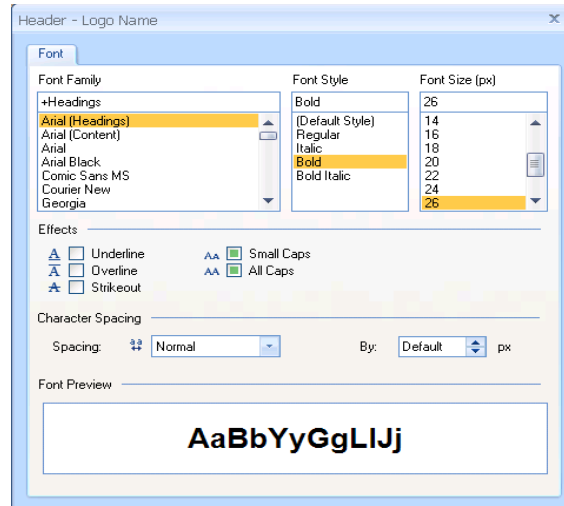 Header - Logo Name x
Font
Font Family Font Style Font Size (px)
+Headings Bold 26
Arial (Headings) (Default Style) 14
Arial (Content) Regular 16
Arial Italic 18
Arial Black Bold 20
Comic Sans MS Bold Italic 22
Courier New 24
Georgia 26
Effects
A Underline AA Small Caps
A Overline AA All Caps
A Strikeout
Character Spacing
Spacing: aa Normal By: Default px
Font Preview
AaBbYyGgLlJj